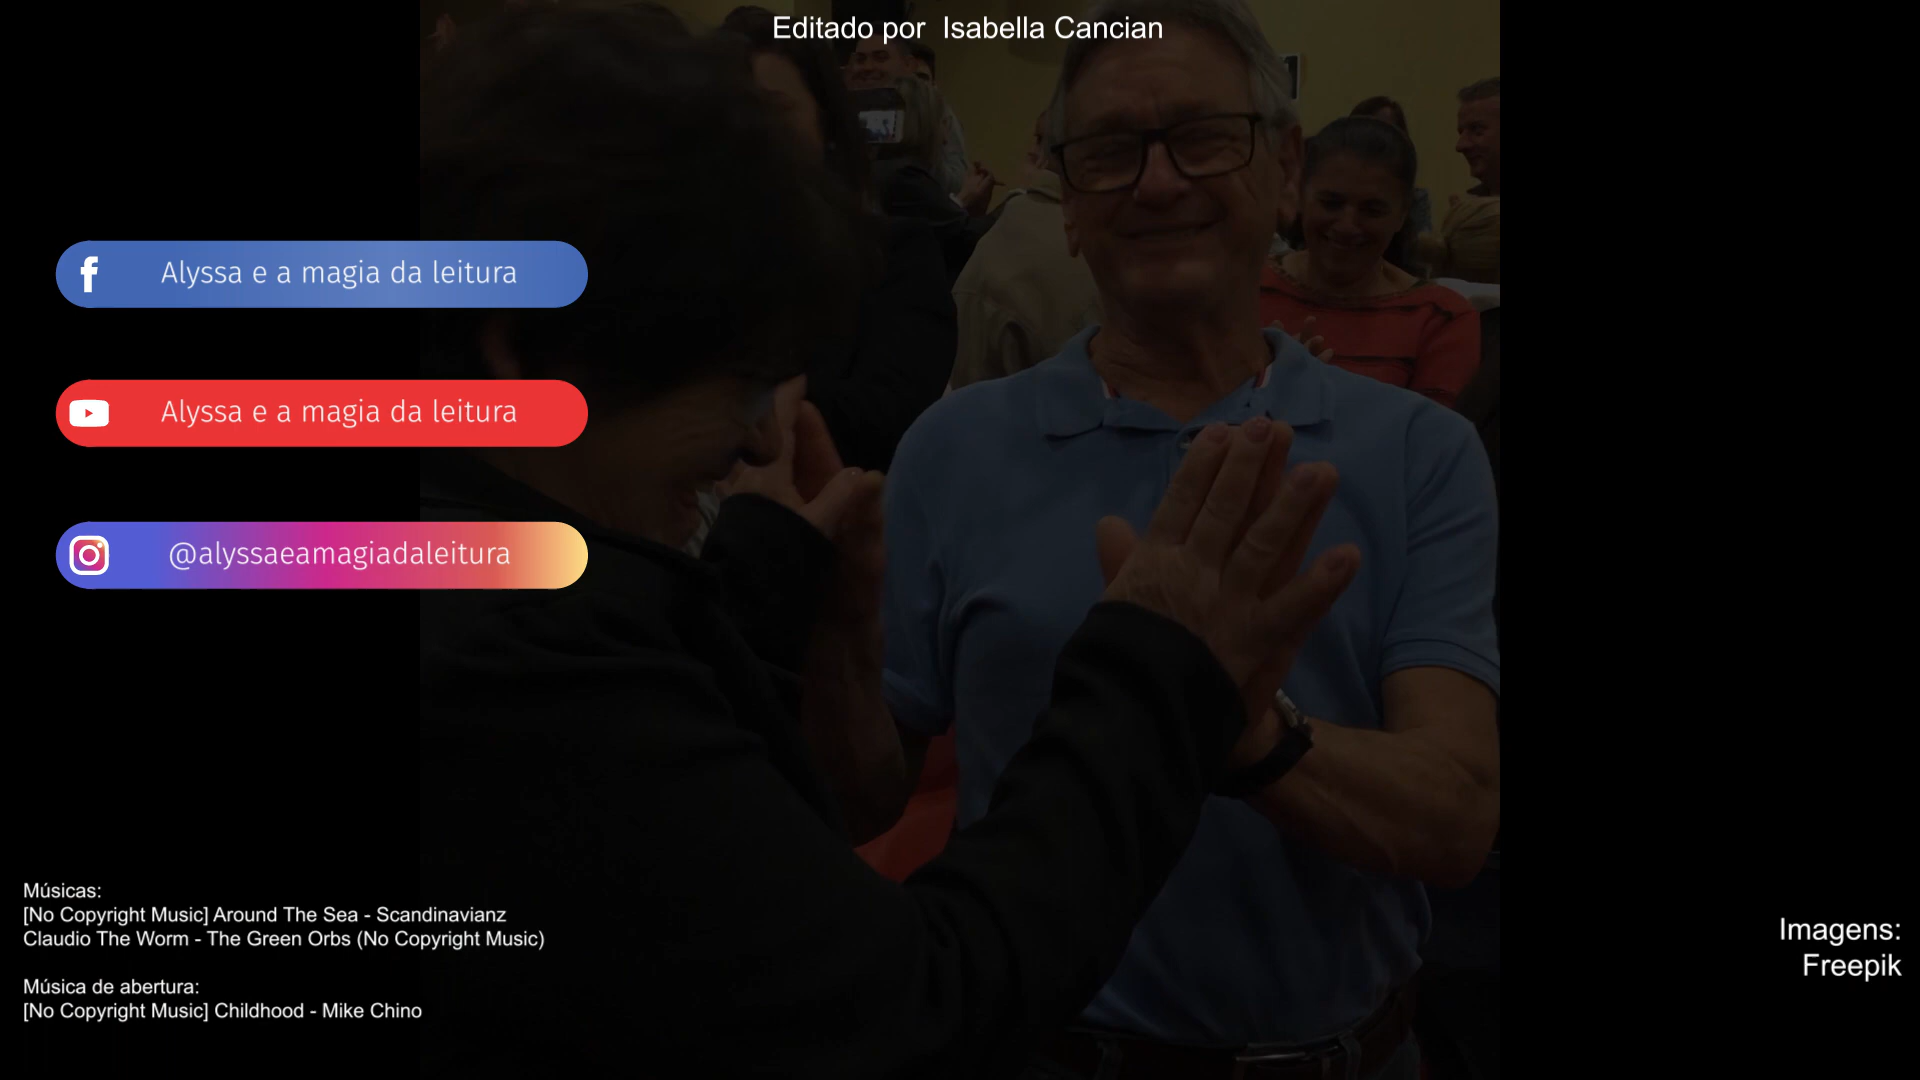 Editado por  Isabella Cancian
Alyssa e a magia da leitura
Alyssa e a magia da leitura
@alyssaeamagiadaleitura
Músicas:
[No Copyright Music] Around The Sea - Scandinavianz
Claudio The Worm - The Green Orbs (No Copyright Music)
Música de abertura:
[No Copyright Music] Childhood - Mike Chino
Imagens:
Freepik